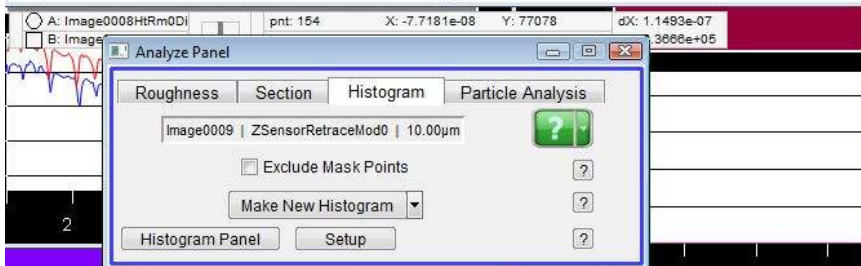 A: Image0008HtRm0Di pnt: 154 X: -7.7181e-08 Y: 77078 dX: 1.1493e-07
B: Image .3666e+05
Analyze Panel
Roughness Section Histogram Particle Analysis
Image0009 | ZSensorRetraceMod0 | 10.00µm ?
Exclude Mask Points ?
Make New Histogram ?
2
Histogram Panel Setup ?